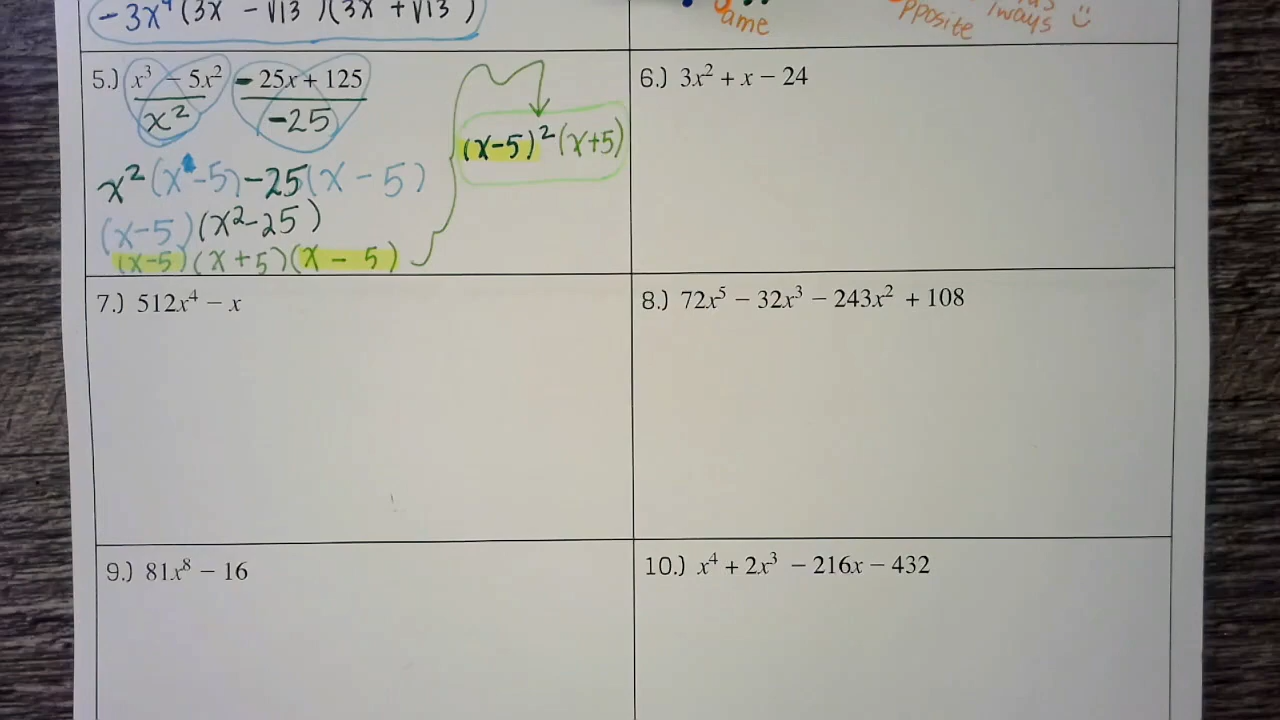 -3x⁴(3x - √13)(3x + √13)
ame
pposite
lways
5.) x³ - 5x² - 25x + 125
x² -25
x²(x-5)-25(x - 5)
(x-5)(x²-25)
(x-5)(x+5)(x - 5)
(x-5)²(x+5)
6.) 3x² + x - 24
7.) 512x⁴ - x
8.) 72x⁵ - 32x³ - 243x² + 108
9.) 81x⁸ - 16
10.) x⁴ + 2x³ - 216x - 432